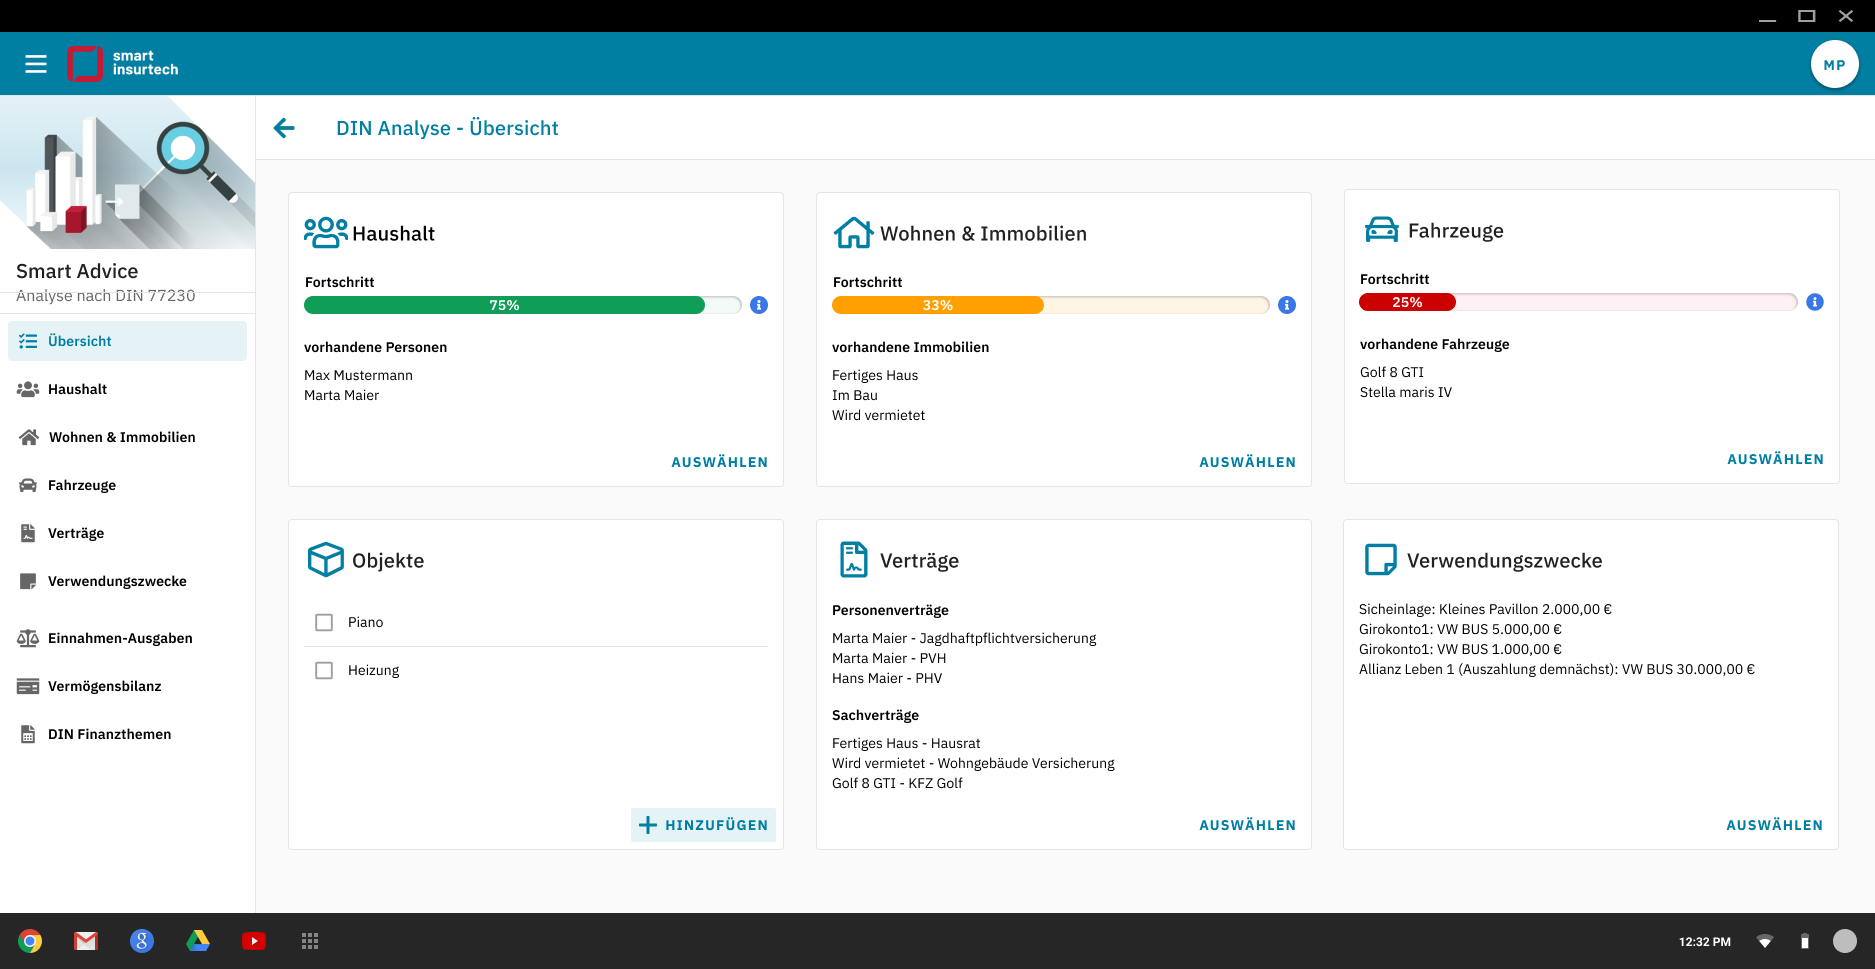 smart
insurtech
MP
Smart Advice
Analyse nach DIN 77230
Übersicht
Haushalt
Wohnen & Immobilien
Fahrzeuge
Verträge
Verwendungszwecke
Einnahmen-Ausgaben
Vermögensbilanz
DIN Finanzthemen
DIN Analyse - Übersicht
Haushalt
Fortschritt
75%
vorhandene Personen
Max Mustermann
Marta Maier
AUSWÄHLEN
Wohnen & Immobilien
Fortschritt
33%
vorhandene Immobilien
Fertiges Haus
Im Bau
Wird vermietet
AUSWÄHLEN
Fahrzeuge
Fortschritt
25%
vorhandene Fahrzeuge
Golf 8 GTI
Stella maris IV
AUSWÄHLEN
Objekte
Piano
Heizung
HINZUFÜGEN
Verträge
Personenverträge
Marta Maier - Jagdhaftpflichtversicherung
Marta Maier - PVH
Hans Maier - PHV
Sachverträge
Fertiges Haus - Hausrat
Wird vermietet - Wohngebäude Versicherung
Golf 8 GTI - KFZ Golf
AUSWÄHLEN
Verwendungszwecke
Sicheinlage: Kleines Pavillon 2.000,00 €
Girokonto1: VW BUS 5.000,00 €
Girokonto1: VW BUS 1.000,00 €
Allianz Leben 1 (Auszahlung demnächst): VW BUS 30.000,00 €
AUSWÄHLEN
12:32 PM